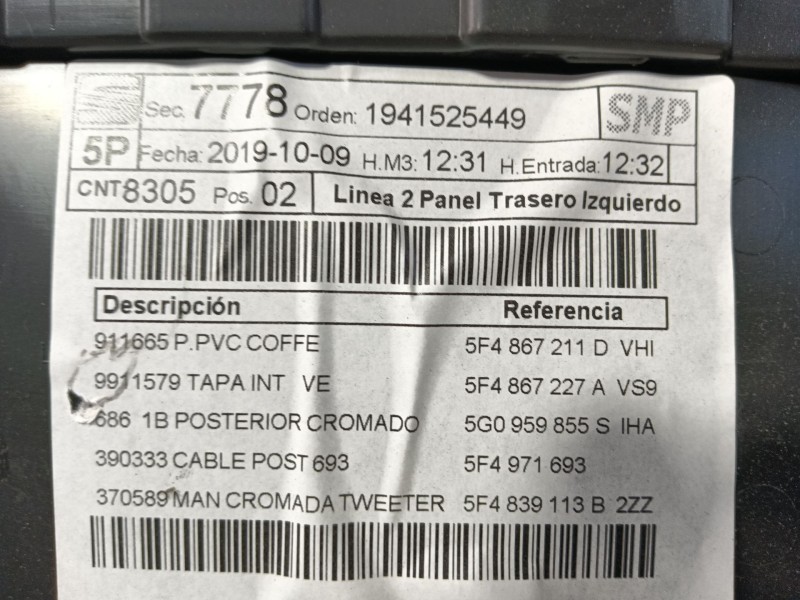 Sec. 7778 Orden: 1941525449 SMP
5P Fecha: 2019-10-09 H.M3: 12:31 H.Entrada: 12:32
CNT 8305 Pos. 02 Linea 2 Panel Trasero Izquierdo
Descripción Referencia
911665 P.PVC COFFE 5F4 867 211 D VHI
9911579 TAPA INT VE 5F4 867 227 A VS9
686 1B POSTERIOR CROMADO 5G0 959 855 S IHA
390333 CABLE POST 693 5F4 971 693
370589 MAN CROMADA TWEETER 5F4 839 113 B 2ZZ